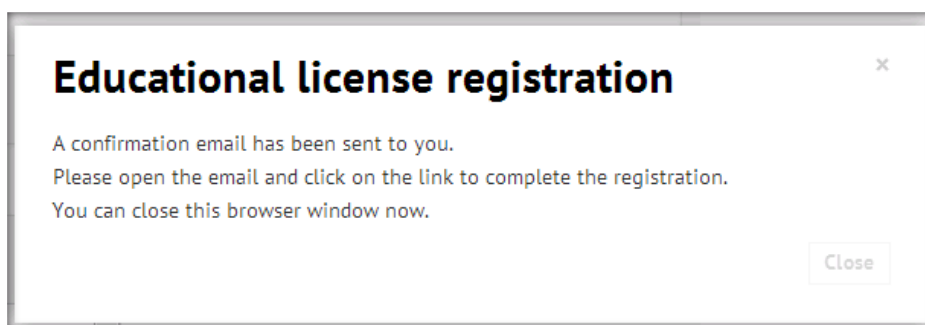 Educational license registration
×
A confirmation email has been sent to you.
Please open the email and click on the link to complete the registration.
You can close this browser window now.
Close